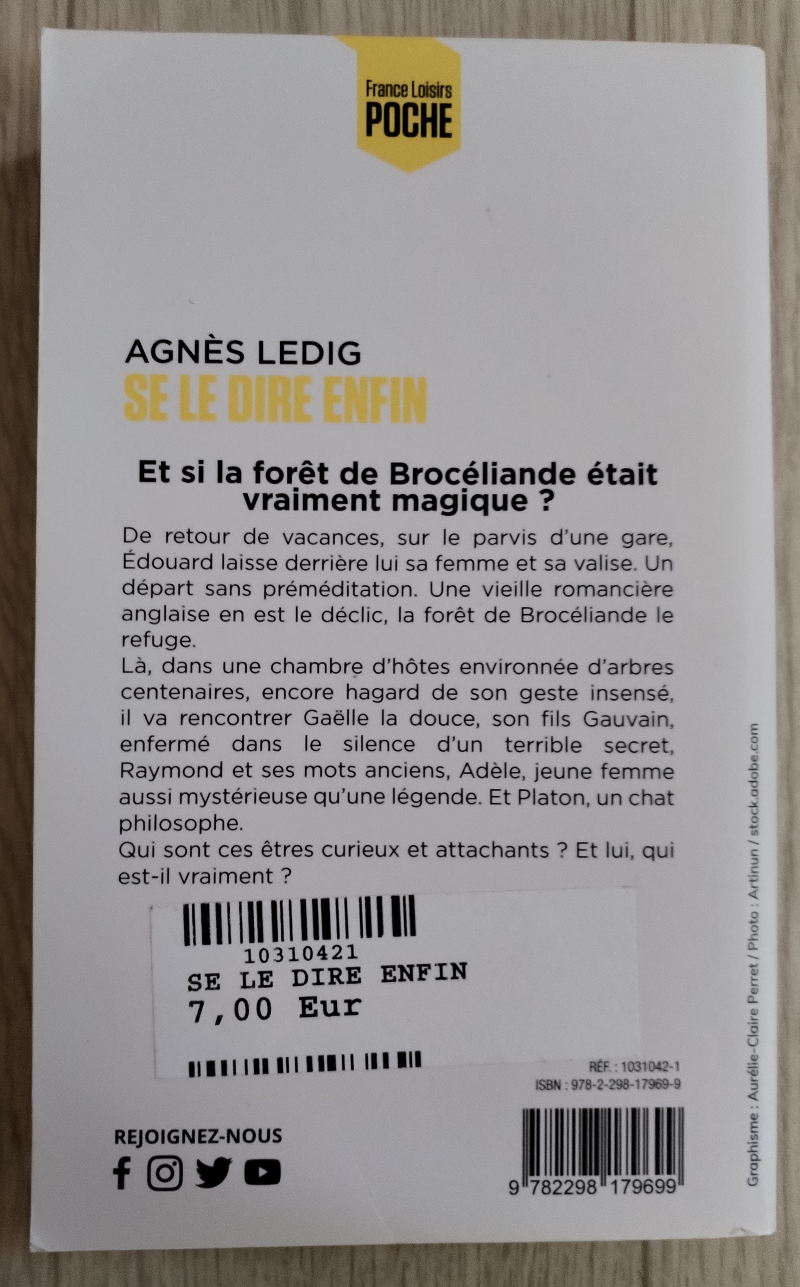 France Loisirs
POCHE
AGNÈS LEDIG
SE LE DIRE ENFIN
Et si la forêt de Brocéliande était
vraiment magique ?
De retour de vacances, sur le parvis d'une gare,
Édouard laisse derrière lui sa femme et sa valise. Un
départ sans préméditation. Une vieille romancière
anglaise en est le déclic, la forêt de Brocéliande le
refuge.
Là, dans une chambre d'hôtes environnée d'arbres
centenaires, encore hagard de son geste insensé,
il va rencontrer Gaëlle la douce, son fils Gauvain,
enfermé dans le silence d'un terrible secret,
Raymond et ses mots anciens, Adèle, jeune femme
aussi mystérieuse qu'une légende. Et Platon, un chat
philosophe.
Qui sont ces êtres curieux et attachants ? Et lui, qui
est-il vraiment ?
10310421
SE LE DIRE ENFIN
7,00 Eur
RÉF. : 1031042-1
ISBN : 978-2-298-17969-9
REJOIGNEZ-NOUS
9 782298 179699
Graphisme : Aurélie-Claire Perret / Photo : Artinun / stock.adobe.com